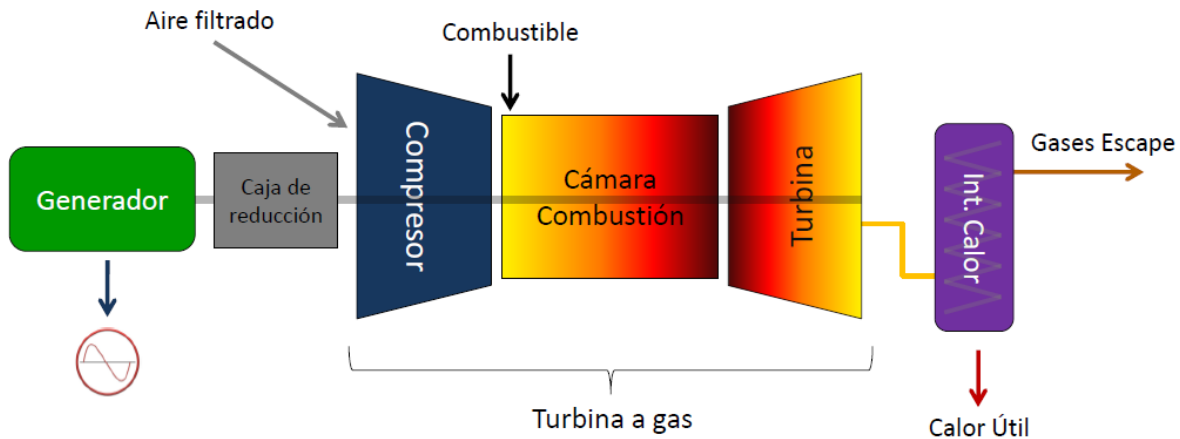 Aire filtrado
Combustible
Generador
Caja de
reducción
Compresor
Cámara
Combustión
Turbina
Int. Calor
Gases Escape
Turbina a gas
Calor Útil